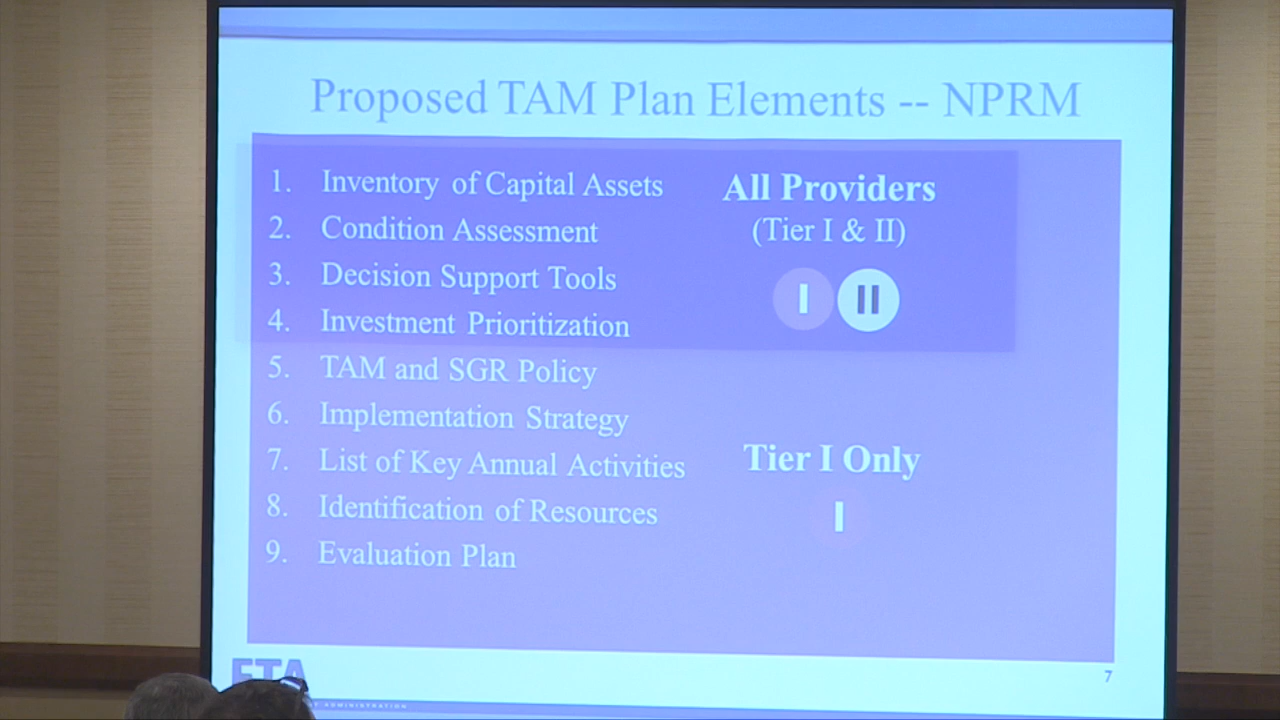 Proposed TAM Plan Elements -- NPRM
1. Inventory of Capital Assets
2. Condition Assessment
3. Decision Support Tools
4. Investment Prioritization
5. TAM and SGR Policy
6. Implementation Strategy
7. List of Key Annual Activities
8. Identification of Resources
9. Evaluation Plan
All Providers
(Tier I & II)
I II
Tier I Only
I
FTA
ADMINISTRATION
7